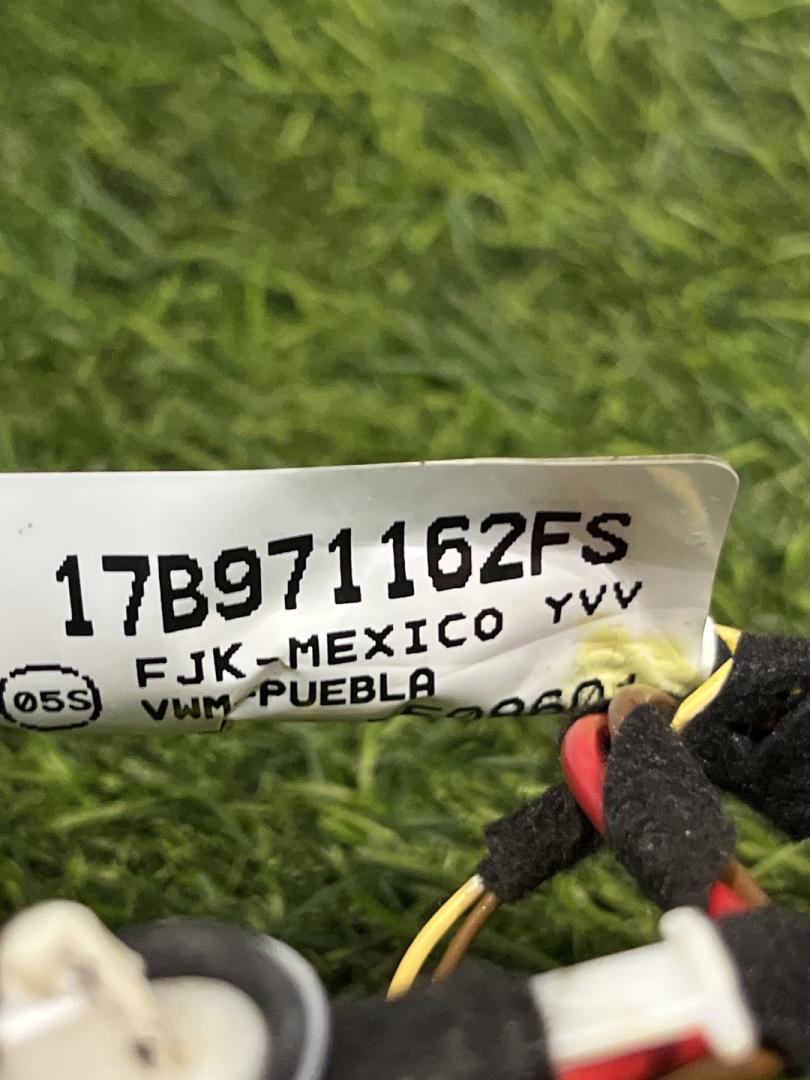 17B971162FS
FJK-MEXICO YVV
05S VWM-PUEBLA